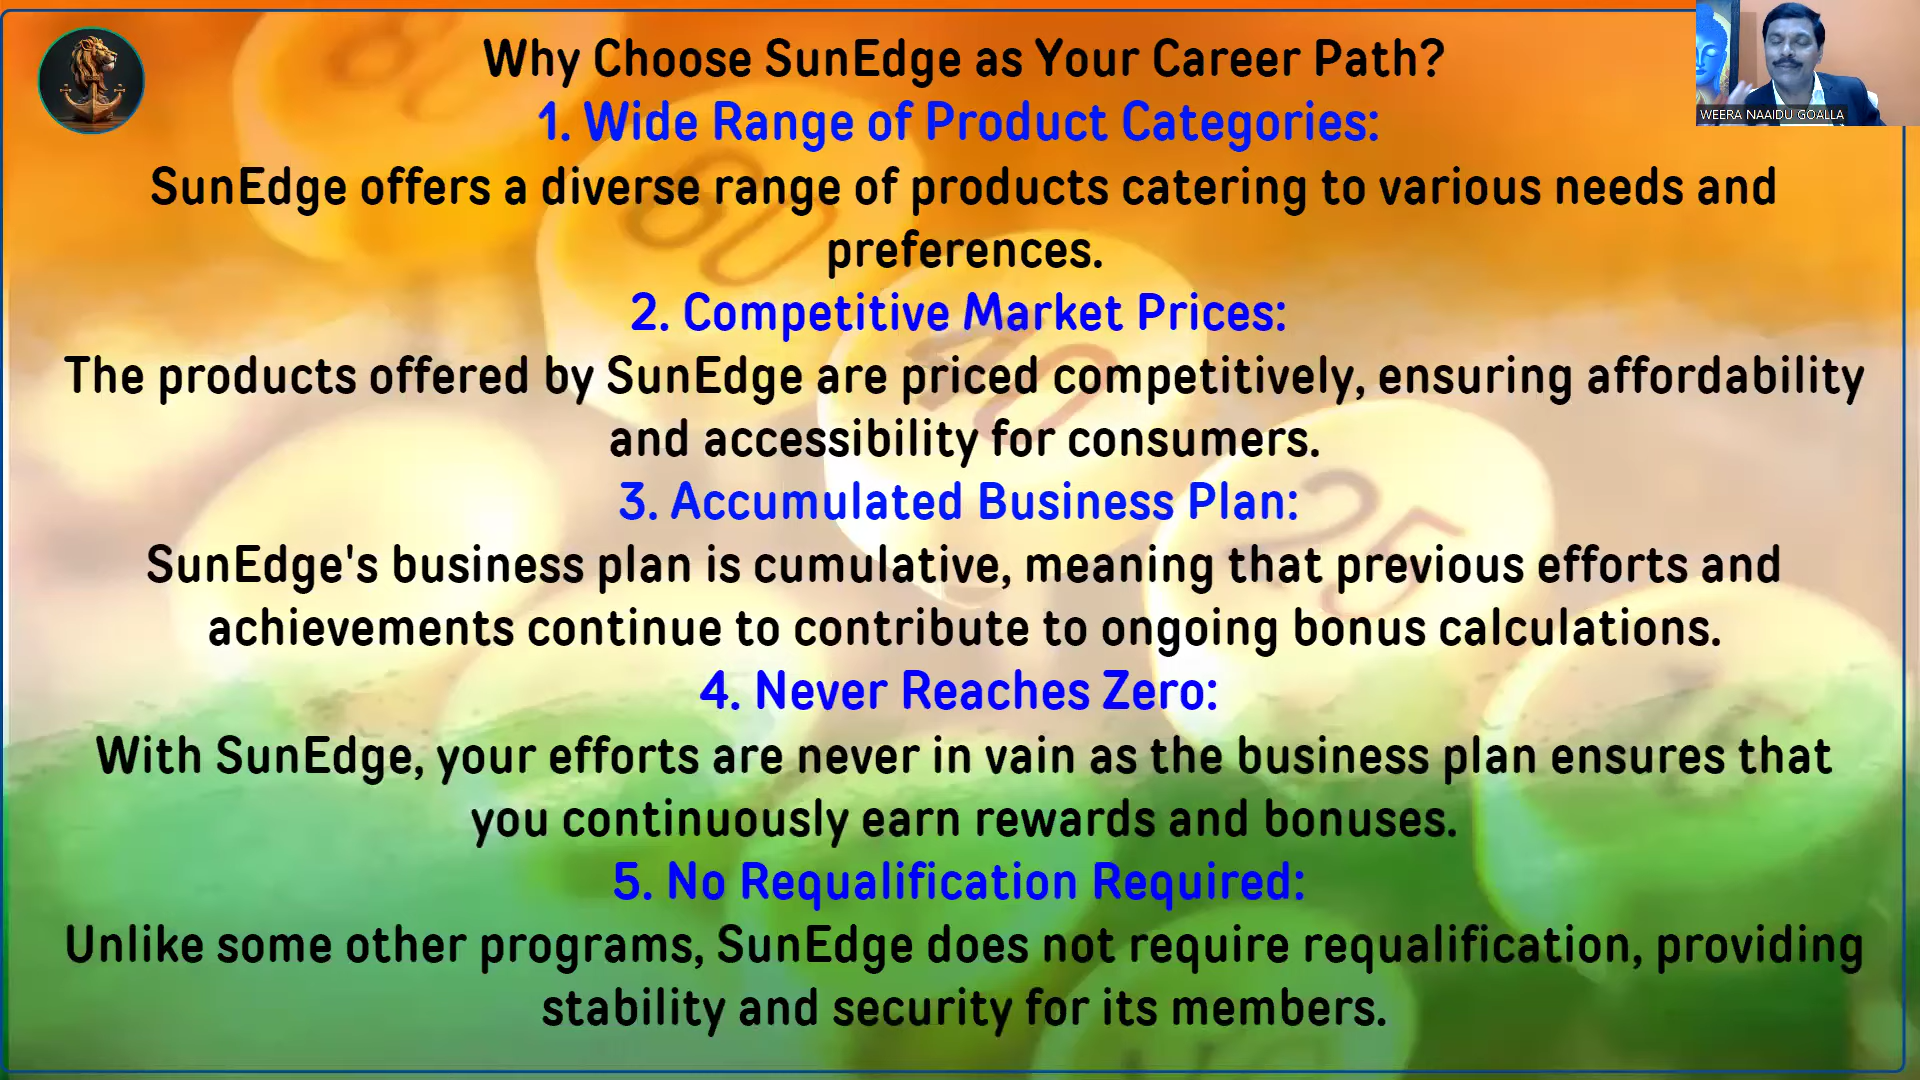 Why Choose SunEdge as Your Career Path?
1. Wide Range of Product Categories:
SunEdge offers a diverse range of products catering to various needs and
preferences.
2. Competitive Market Prices:
The products offered by SunEdge are priced competitively, ensuring affordability
and accessibility for consumers.
3. Accumulated Business Plan:
SunEdge's business plan is cumulative, meaning that previous efforts and
achievements continue to contribute to ongoing bonus calculations.
4. Never Reaches Zero:
With SunEdge, your efforts are never in vain as the business plan ensures that
you continuously earn rewards and bonuses.
5. No Requalification Required:
Unlike some other programs, SunEdge does not require requalification, providing
stability and security for its members.
WEERA NAAIDU GOALLA
80
40
25